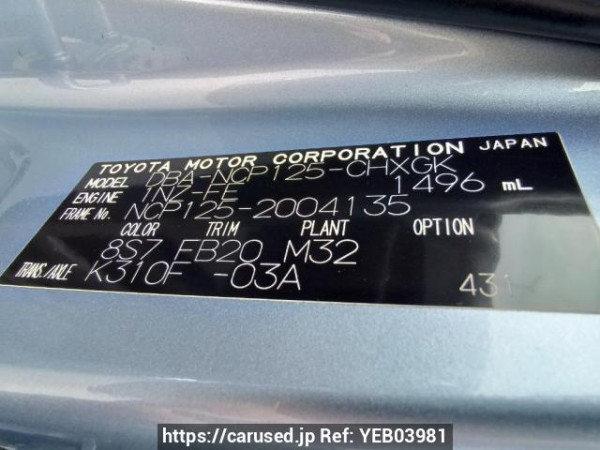 TOYOTA MOTOR CORPORATION JAPAN
MODEL DBA-NCP125-CHXGK
ENGINE 1NZ-FE 1496 mL
FRAME No. NCP125-2004135
COLOR TRIM PLANT OPTION
8S7 FB20 M32
TRANS./AXLE K310F -03A 431
https://carused.jp Ref: YEB03981